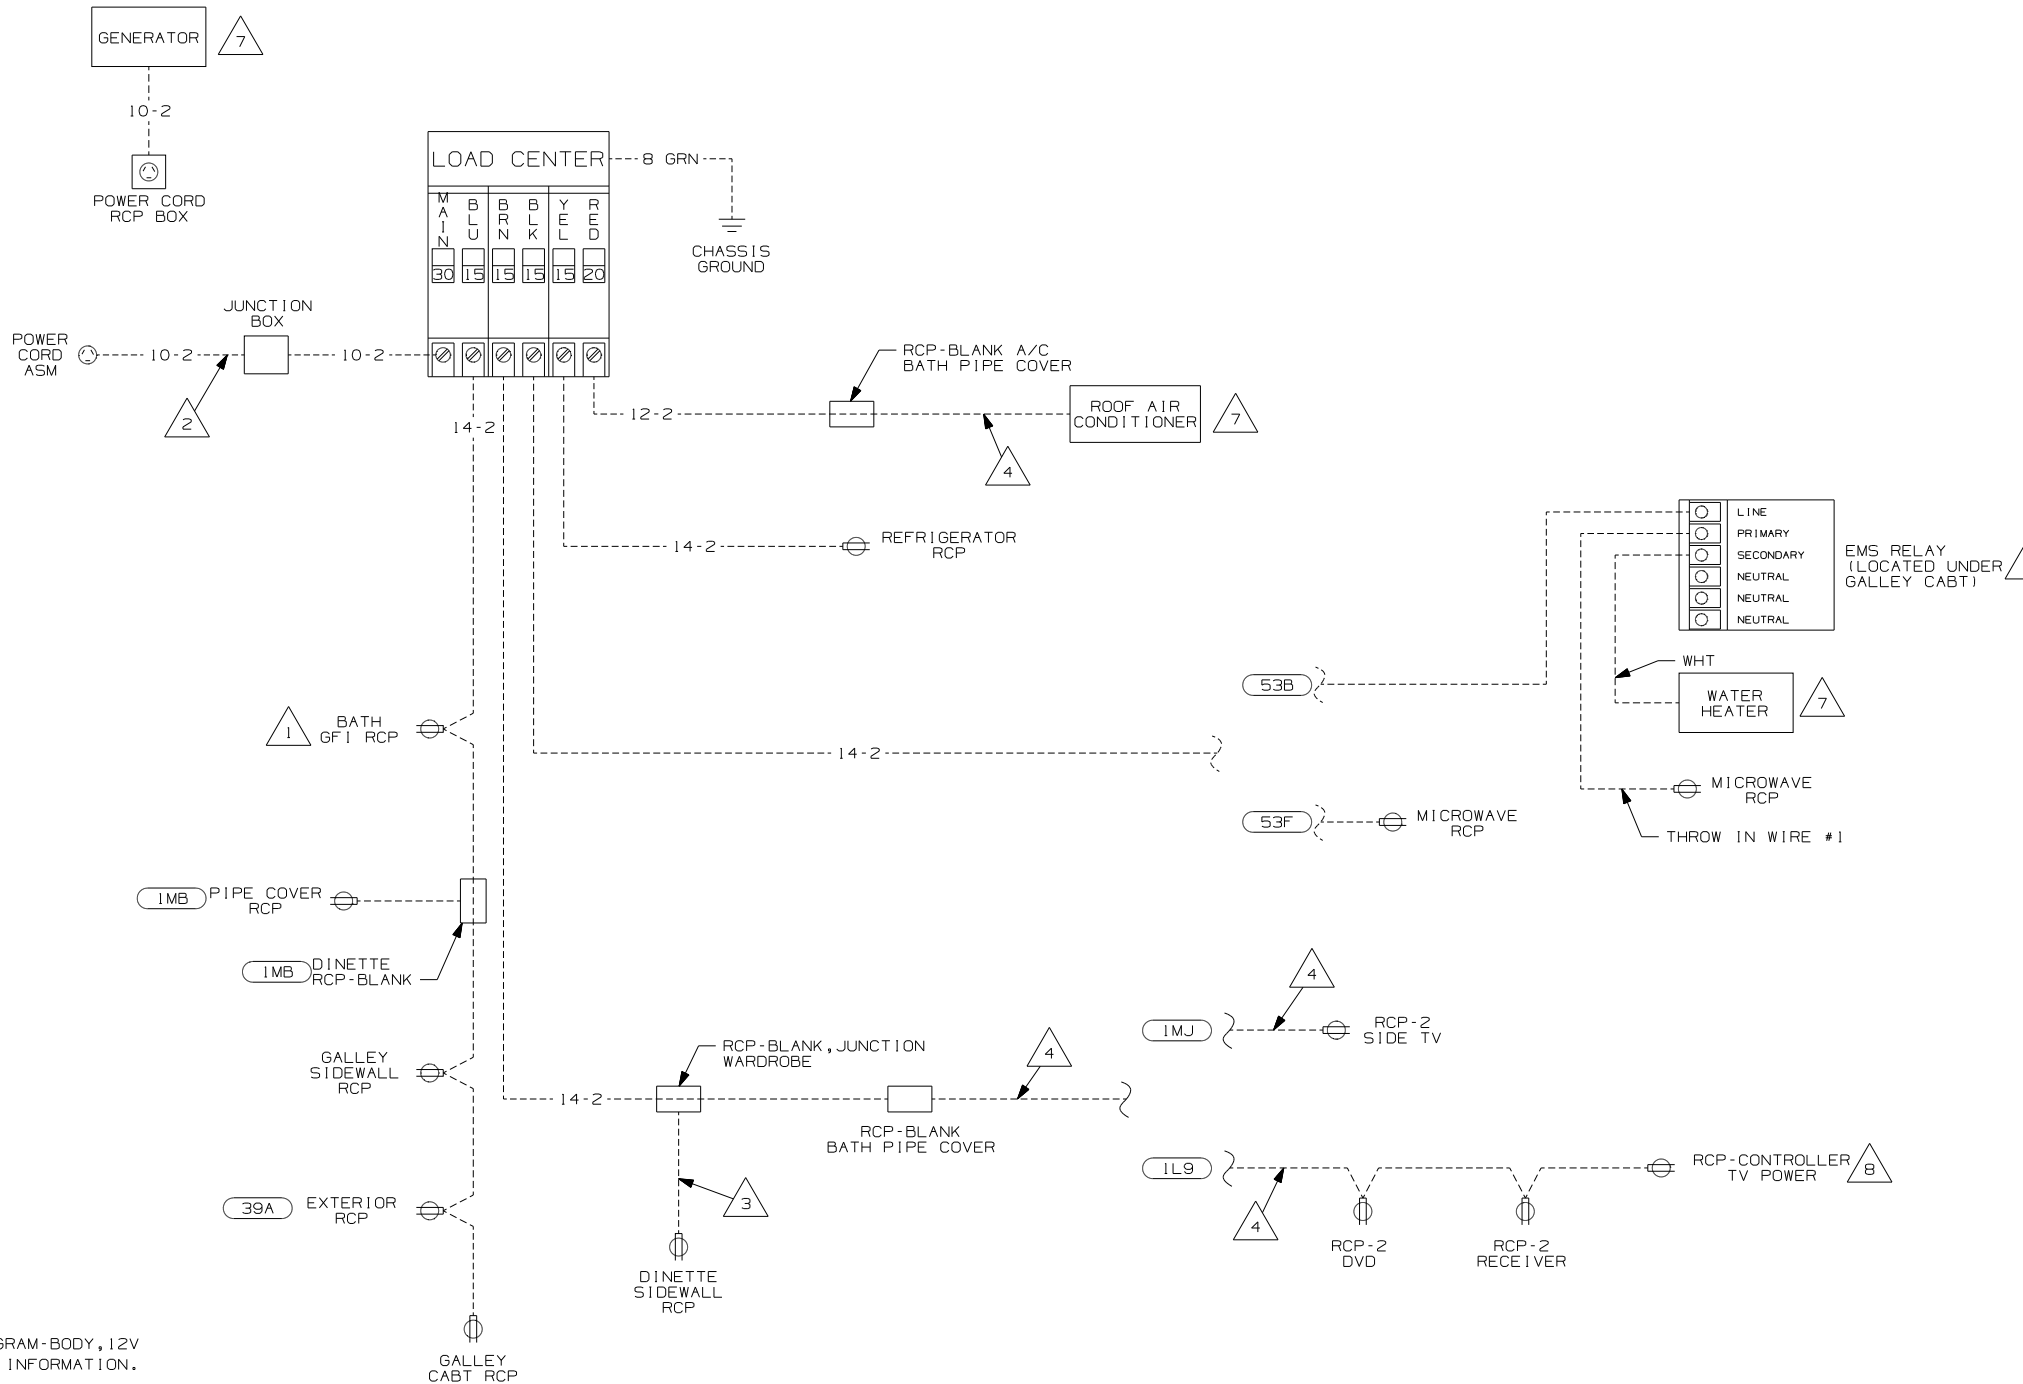 GENERATOR
7
10-2
POWER CORD
RCP BOX
LOAD CENTER
8 GRN
CHASSIS
GROUND
MAIN
BLU
BRN
BLK
YEL
RED
30
15
15
15
15
20
JUNCTION
BOX
POWER
CORD
ASM
10-2
10-2
2
14-2
12-2
RCP-BLANK A/C
BATH PIPE COVER
ROOF AIR
CONDITIONER
7
4
14-2
REFRIGERATOR
RCP
LINE
PRIMARY
SECONDARY
NEUTRAL
NEUTRAL
NEUTRAL
EMS RELAY
(LOCATED UNDER
GALLEY CABT)
53B
WHT
WATER
HEATER
7
1
BATH
GFI RCP
14-2
MICROWAVE
RCP
53F
MICROWAVE
RCP
THROW IN WIRE #1
1MB
PIPE COVER
RCP
1MB
DINETTE
RCP-BLANK
4
1MJ
RCP-2
SIDE TV
RCP-BLANK,JUNCTION
WARDROBE
4
GALLEY
SIDEWALL
RCP
14-2
RCP-BLANK
BATH PIPE COVER
1L9
RCP-CONTROLLER
TV POWER
8
3
4
39A
EXTERIOR
RCP
RCP-2
DVD
RCP-2
RECEIVER
DINETTE
SIDEWALL
RCP
GRAM-BODY,12V
INFORMATION.
GALLEY
CABT RCP